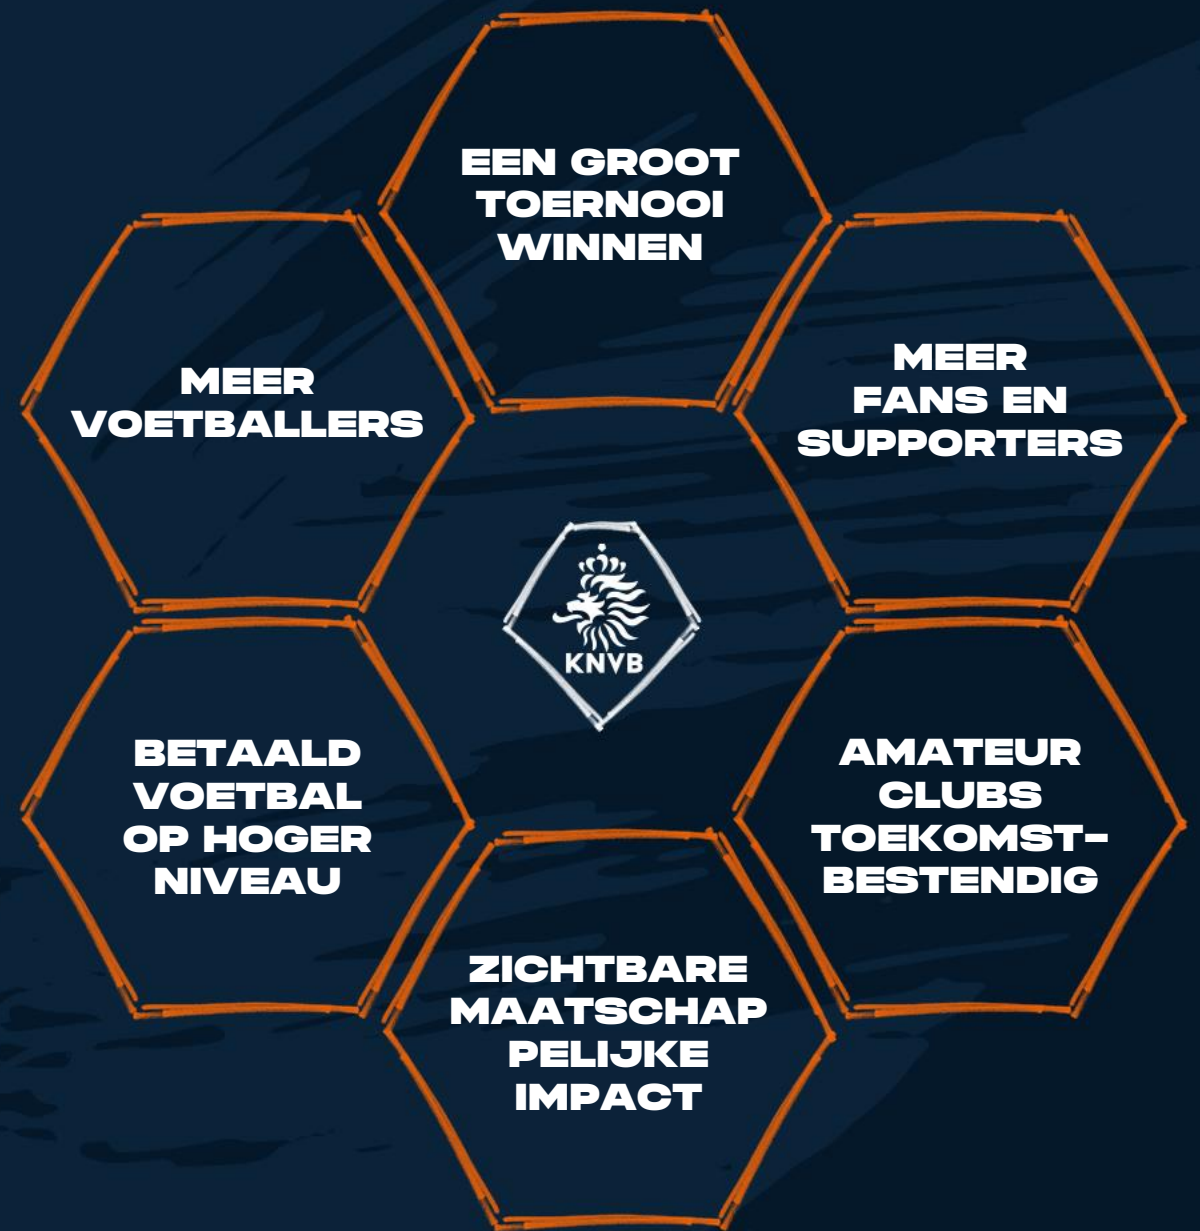 EEN GROOT
TOERNOOI
WINNEN
MEER
VOETBALLERS
MEER
FANS EN
SUPPORTERS
KNVB
BETAALD
VOETBAL
OP HOGER
NIVEAU
AMATEUR
CLUBS
TOEKOMST-
BESTENDIG
ZICHTBARE
MAATSCHAP
PELIJKE
IMPACT